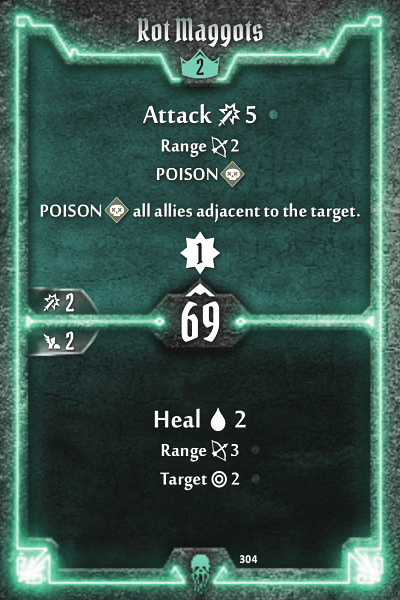 Rot Maggots
2
Attack 5
Range 2
POISON
POISON all allies adjacent to the target.
1
2
69
2
Heal 2
Range 3
Target 2
304